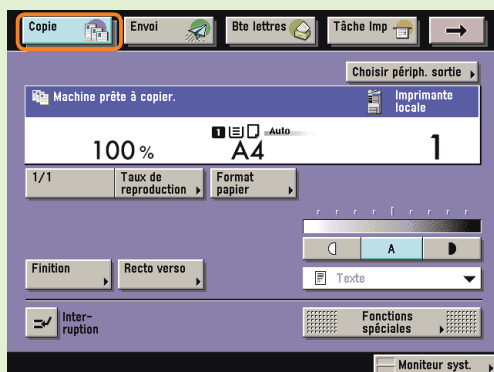 Copie
Envoi
Bte lettres
Tâche Imp
Choisir périph. sortie
Machine prête à copier.
Imprimante
locale
100 %
1
Auto
A4
1
1/1
Taux de
reproduction
Format
papier
A
Finition
Recto verso
Texte
Inter-
ruption
Fonctions
spéciales
Moniteur syst.